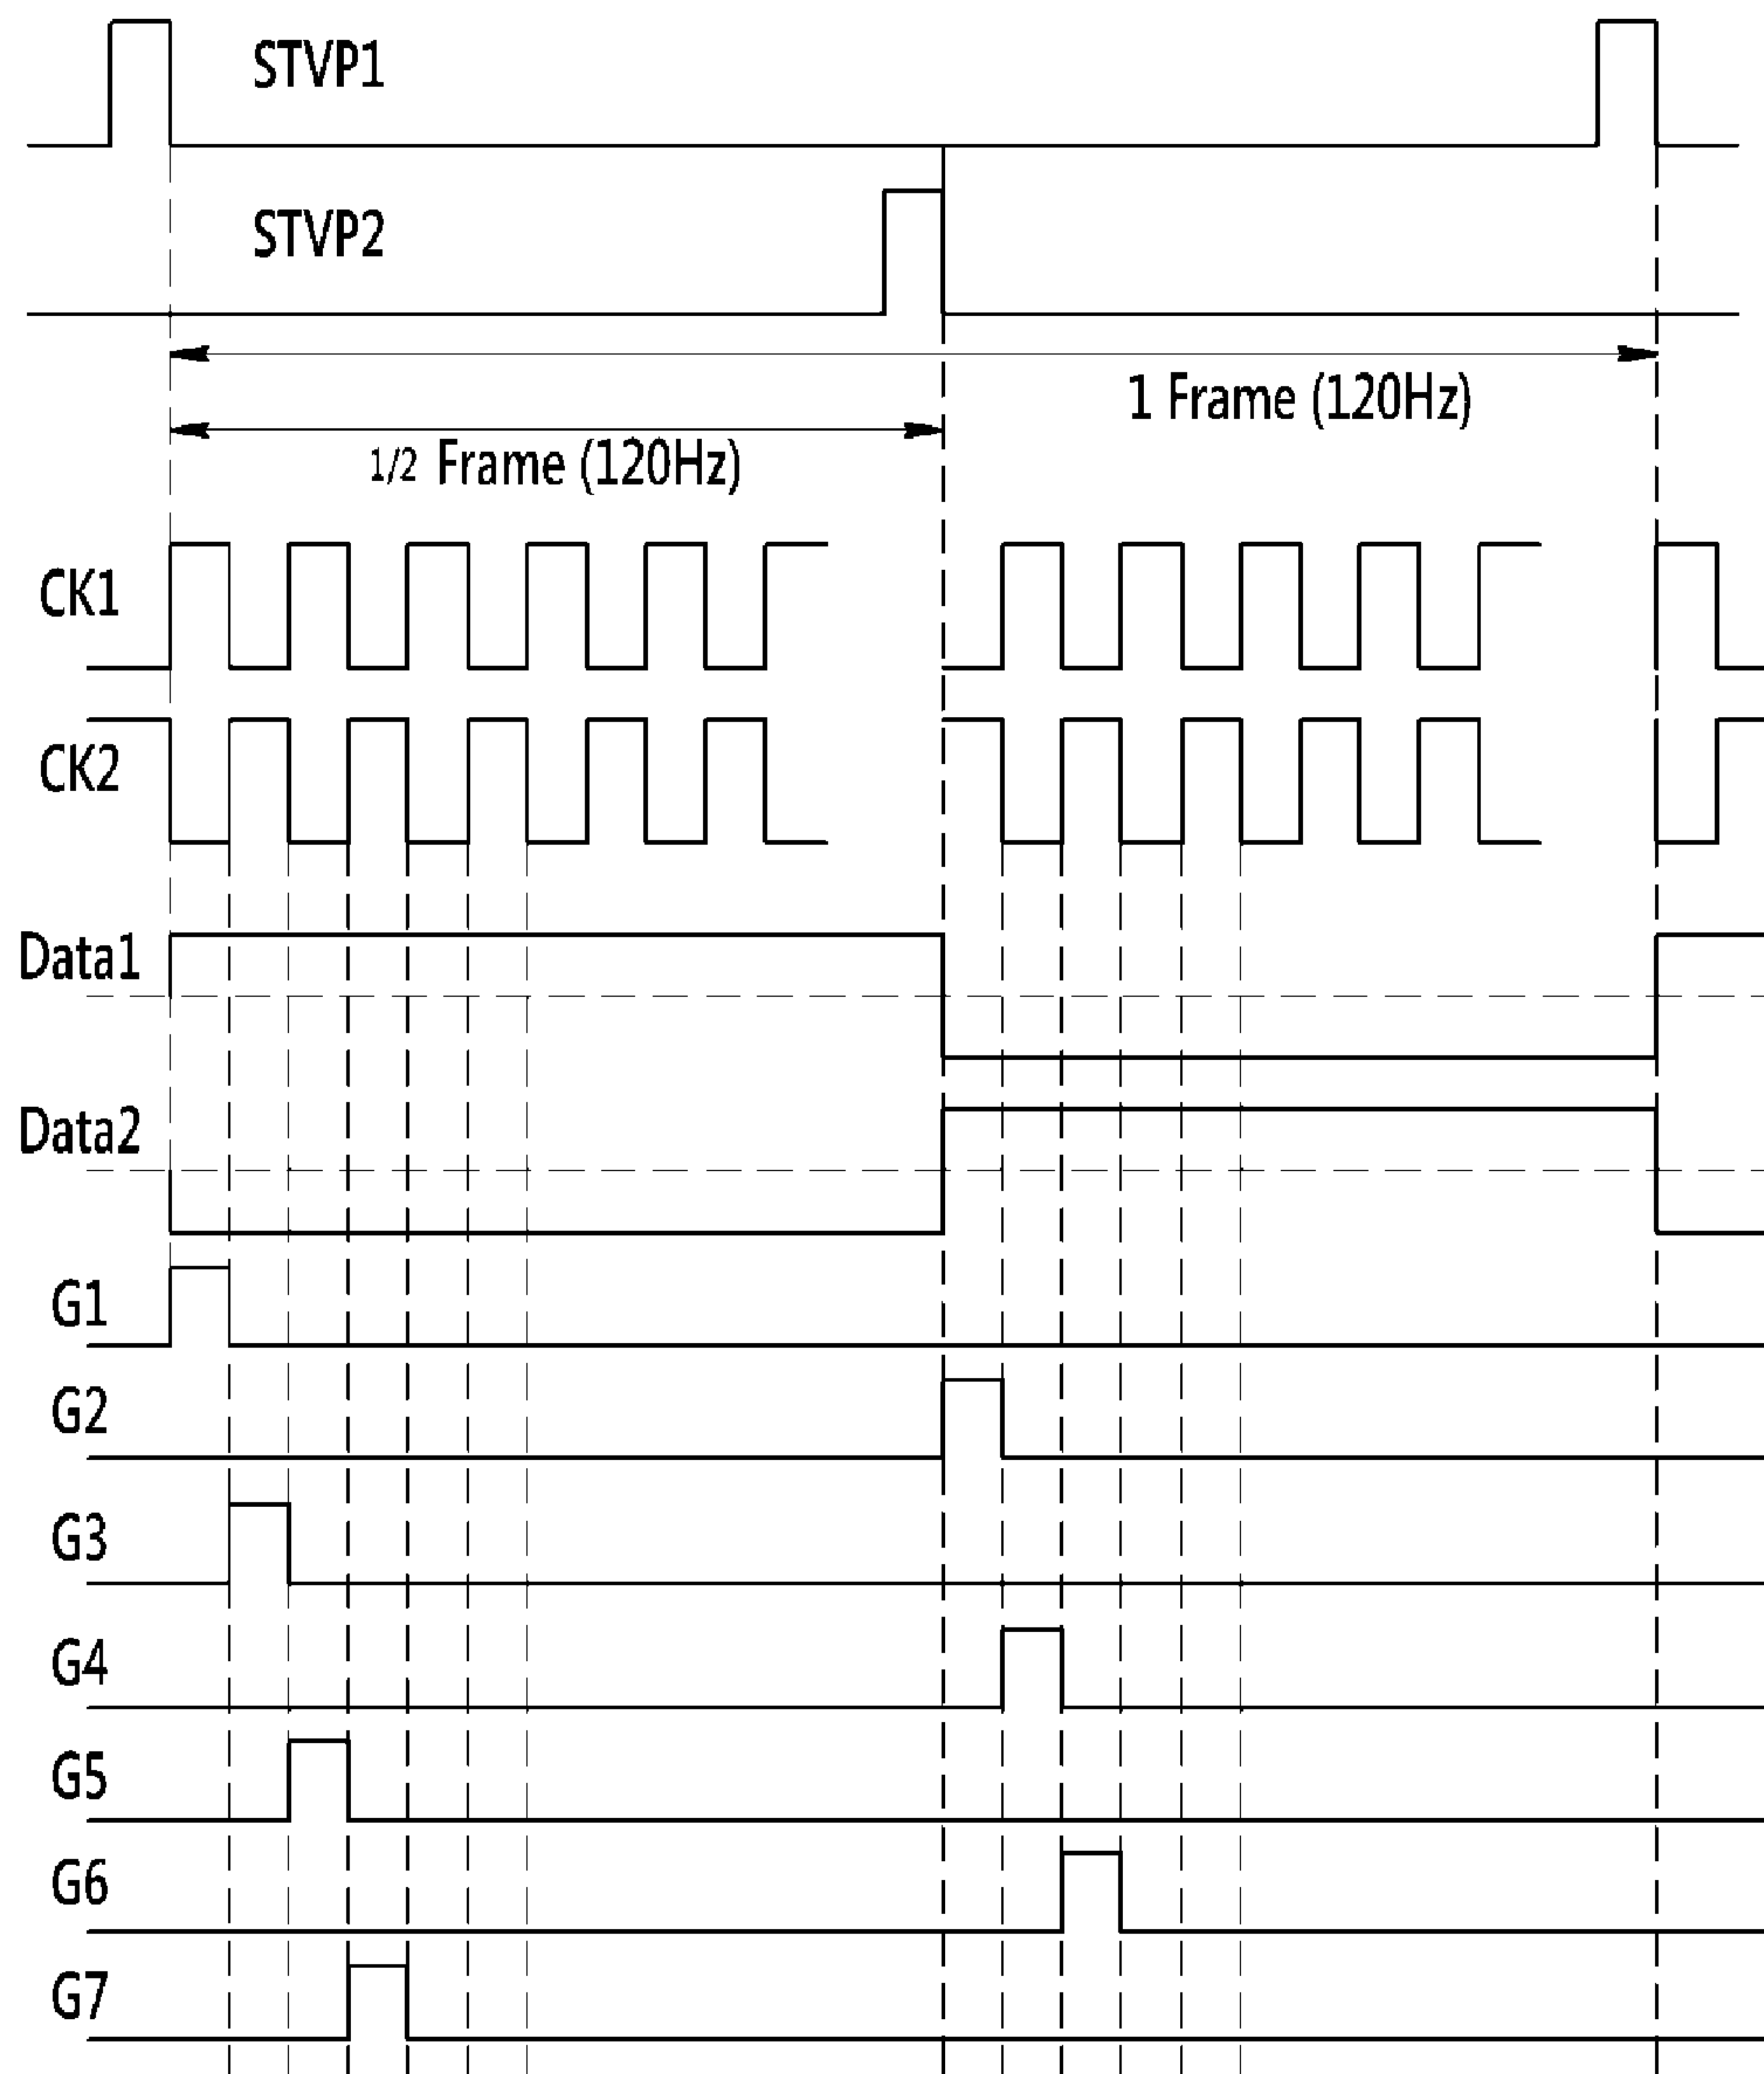 STVP1
STVP2
1 Frame (120Hz)
1/2 Frame (120Hz)
CK1
CK2
Data1
Data2
G1
G2
G3
G4
G5
G6
G7